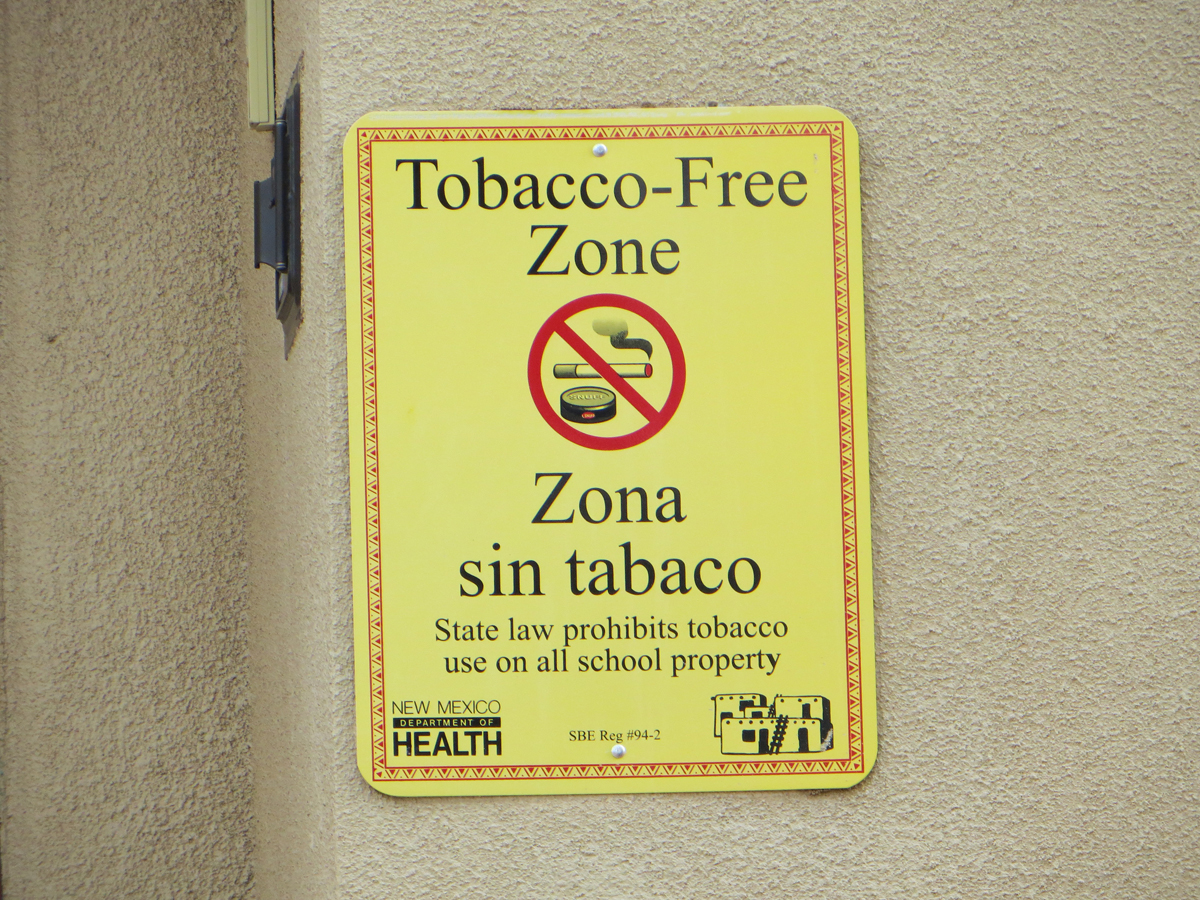 Tobacco-Free
Zone
SNUFF
Zona
sin tabaco
State law prohibits tobacco
use on all school property
NEW MEXICO
DEPARTMENT OF
HEALTH
SBE Reg #94-2